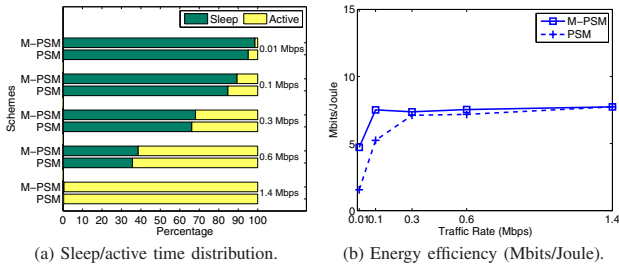 Sleep Active
M-PSM
PSM
0.01 Mbps
M-PSM
PSM
0.1 Mbps
M-PSM
PSM
0.3 Mbps
M-PSM
PSM
0.6 Mbps
M-PSM
PSM
1.4 Mbps
Schemes
0 10 20 30 40 50 60 70 80 90 100
Percentage
(a) Sleep/active time distribution.
M-PSM
PSM
15
10
5
0
Mbits/Joule
0.01 0.1 0.3 0.6 1.4
Traffic Rate (Mbps)
(b) Energy efficiency (Mbits/Joule).